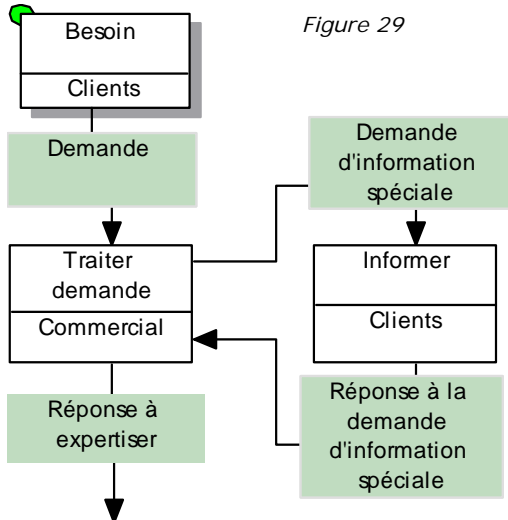 Besoin
Clients
Figure 29
Demande
Demande
d'information
spéciale
Traiter
demande
Commercial
Informer
Clients
Réponse à
expertiser
Réponse à la
demande
d'information
spéciale